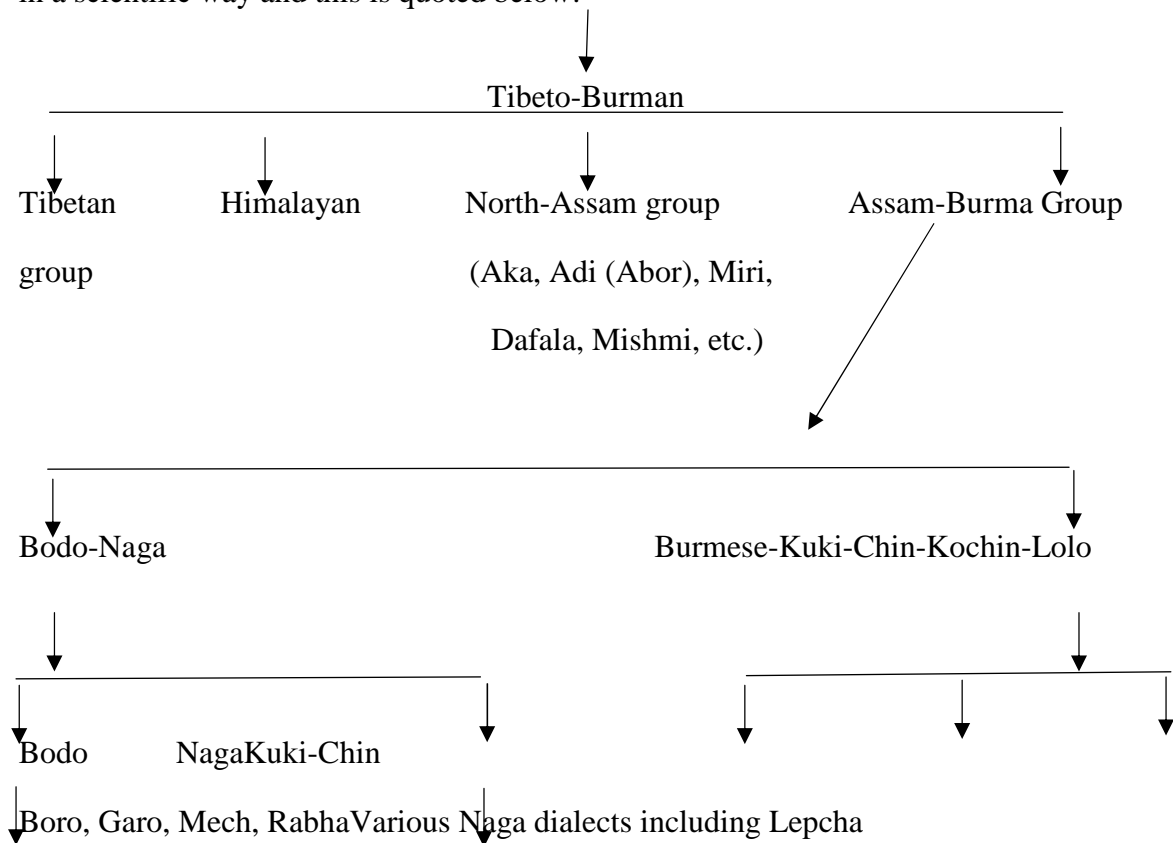 in a scientific way and this is quoted below.
Tibeto-Burman
Tibetan Himalayan North-Assam group Assam-Burma Group
group (Aka, Adi (Abor), Miri,
Dafala, Mishmi, etc.)
Bodo-Naga Burmese-Kuki-Chin-Kochin-Lolo
Bodo NagaKuki-Chin
Boro, Garo, Mech, RabhaVarious Naga dialects including Lepcha